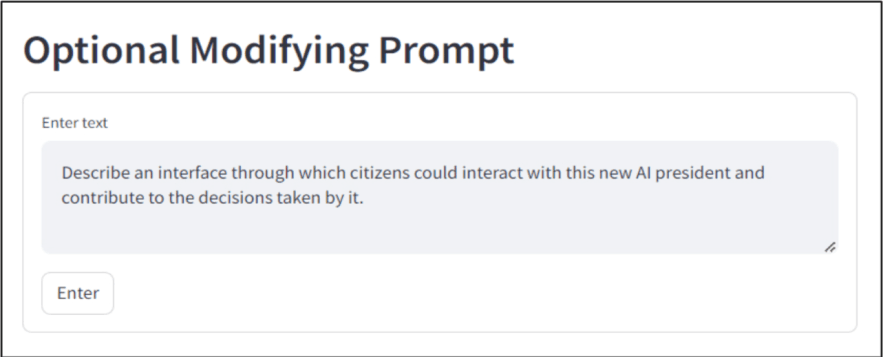 Optional Modifying Prompt
Enter text
Describe an interface through which citizens could interact with this new AI president and
contribute to the decisions taken by it.
Enter